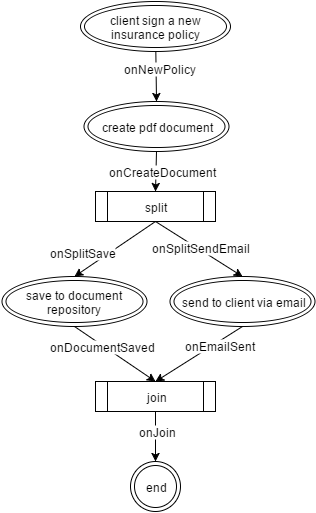 client sign a new
insurance policy
onNewPolicy
create pdf document
onCreateDocument
split
onSplitSave
onSplitSendEmail
save to document
repository
send to client via email
onDocumentSaved
onEmailSent
join
onJoin
end